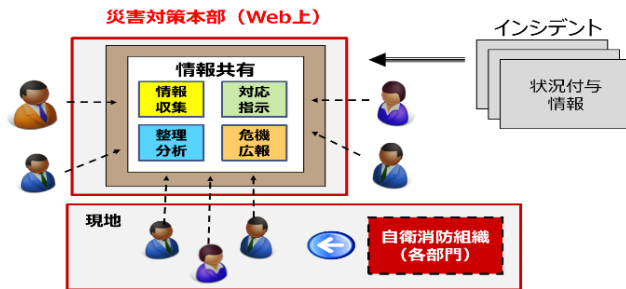 災害対策本部（Web上）
インシデント
状況付与
情報
情報共有
情報
収集
対応
指示
整理
分析
危機
広報
現地
自衛消防組織
（各部門）